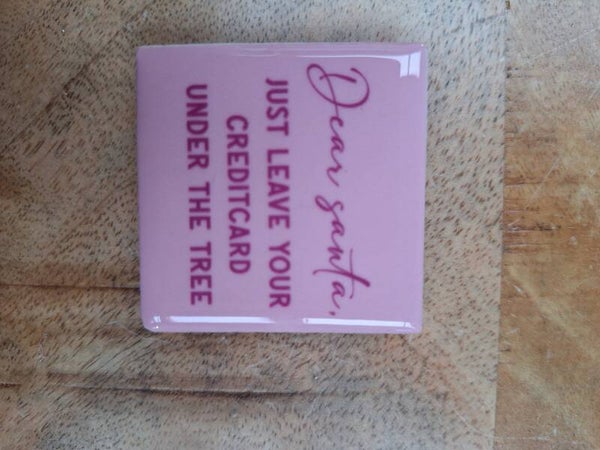 Dear santa,
JUST LEAVE YOUR
CREDITCARD
UNDER THE TREE